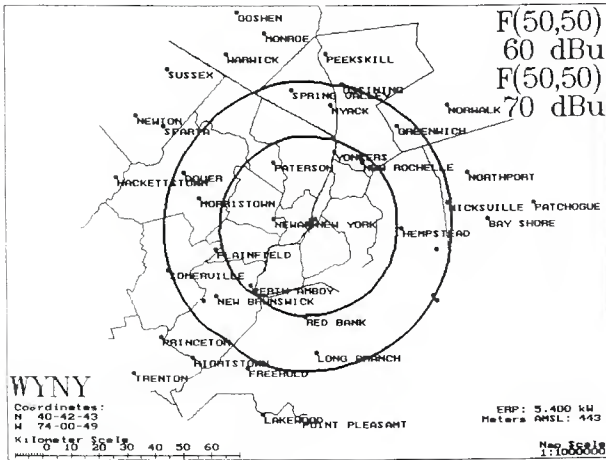 GOSHEN
MONROE
F(50,50)
60 dBu
F(50,50)
70 dBu
WARWICK
PEEKSKILL
SUSSEX
OSSINING
SPRING VALLEY
NYACK
NORWALK
NEWTON
SPARTA
GREENWICH
YONKERS
PATERSON
NEW ROCHELLE
HACKETTSTOWN
DOVER
NORTHPORT
MORRISTOWN
HICKSVILLE
PATCHOGUE
BAY SHORE
NEWARK
NEW YORK
HEMPSTEAD
PLAINFIELD
SOMERVILLE
PERTH AMBOY
NEW BRUNSWICK
RED BANK
PRINCETON
HIGHTSTOWN
LONG BRANCH
FREEHOLD
TRENTON
WYNY
LAKEWOOD
POINT PLEASANT
Coordinates:
N 40-42-43
W 74-00-49
Kilometer Scale
0 10 20 30 40 50 60
ERP: 5.400 kW
Meters AMSL: 443
Map Scale
1:1000000